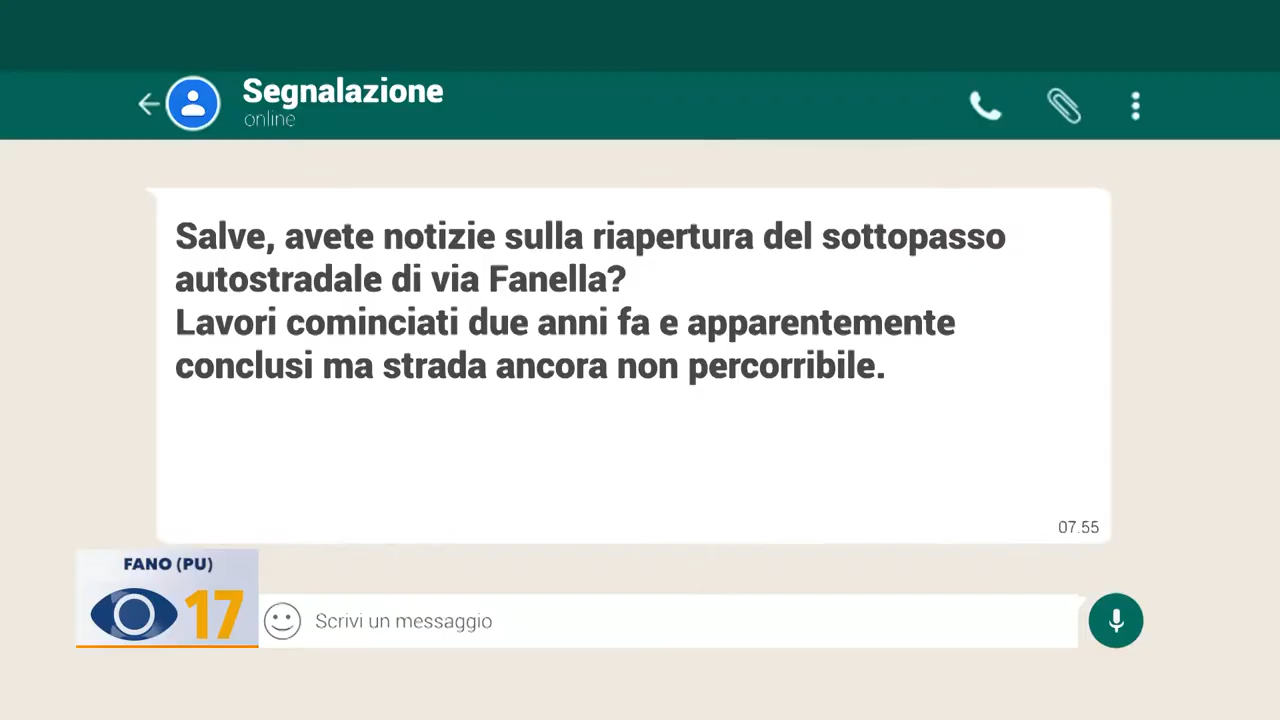 Segnalazione
online
Salve, avete notizie sulla riapertura del sottopasso
autostradale di via Fanella?
Lavori cominciati due anni fa e apparentemente
conclusi ma strada ancora non percorribile.
07.55
FANO (PU)
17
Scrivi un messaggio